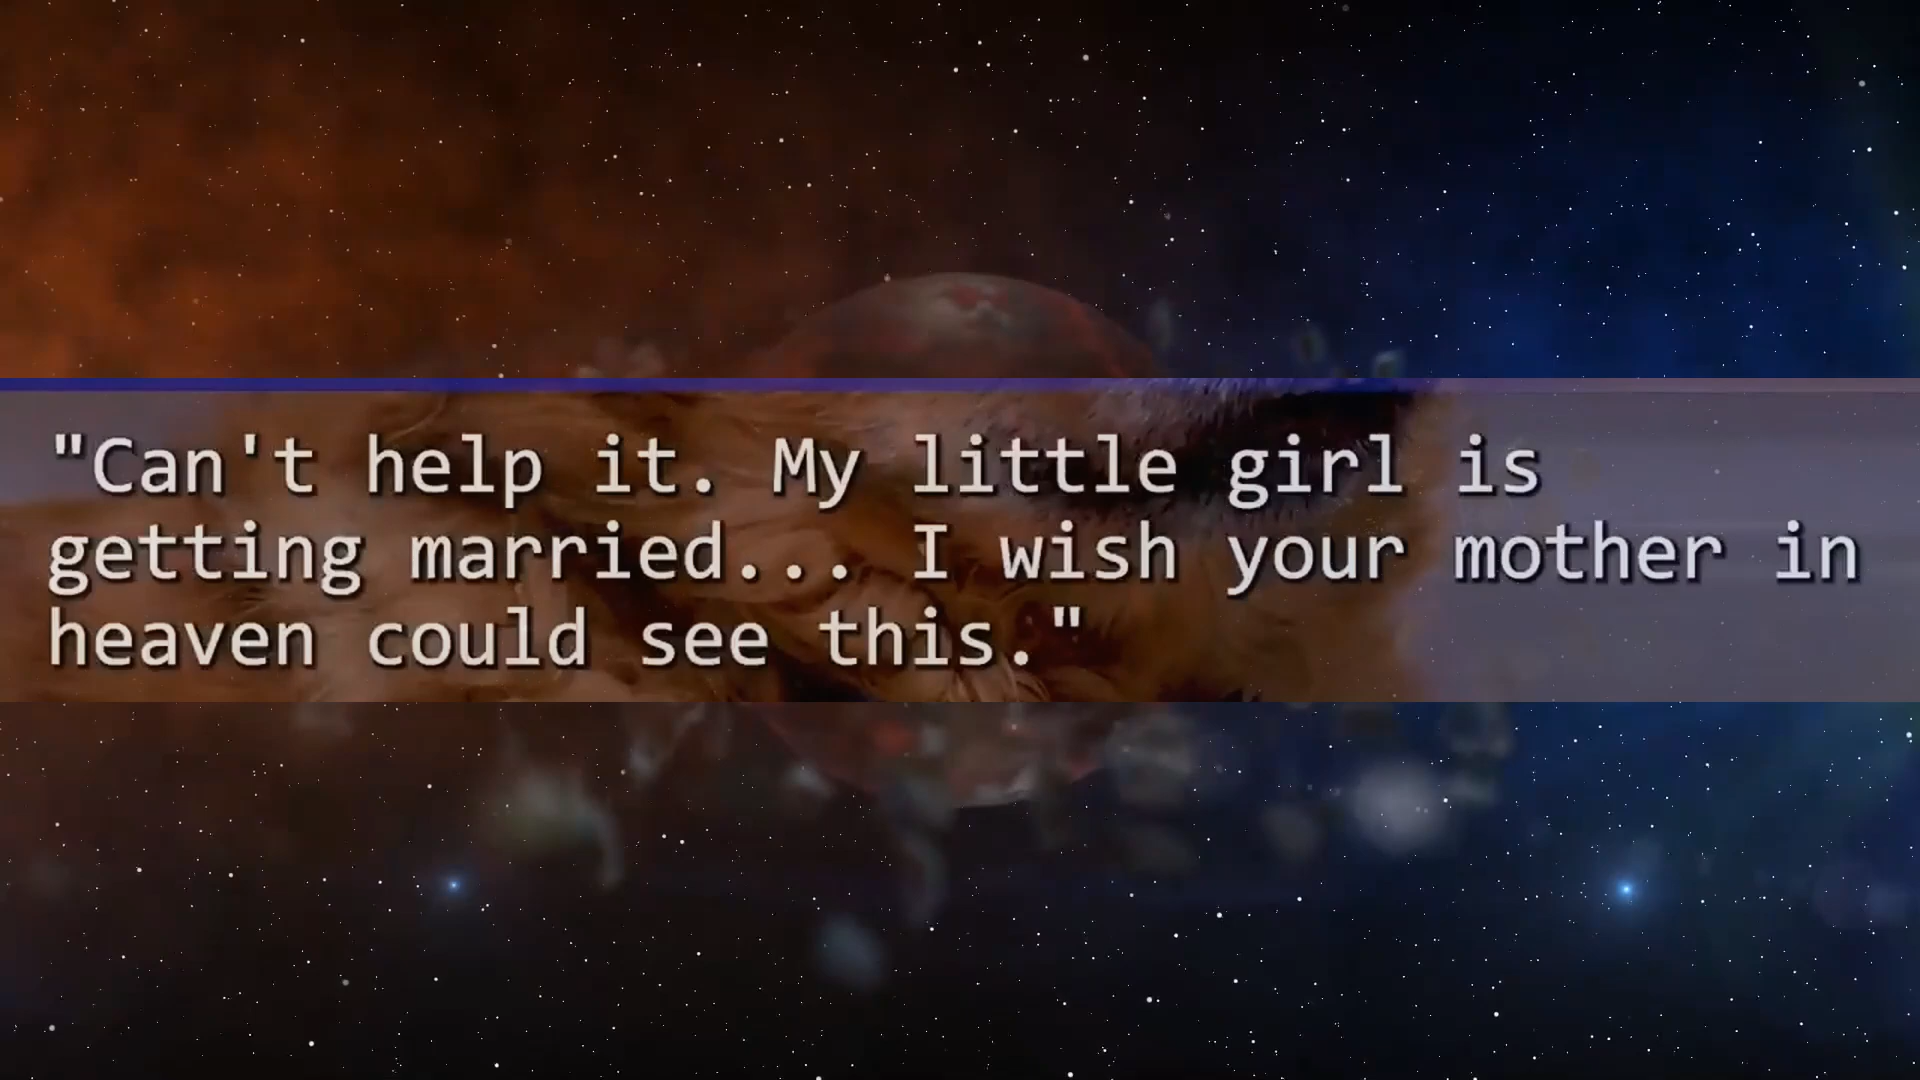 "Can't help it. My little girl is
getting married... I wish your mother in
heaven could see this."